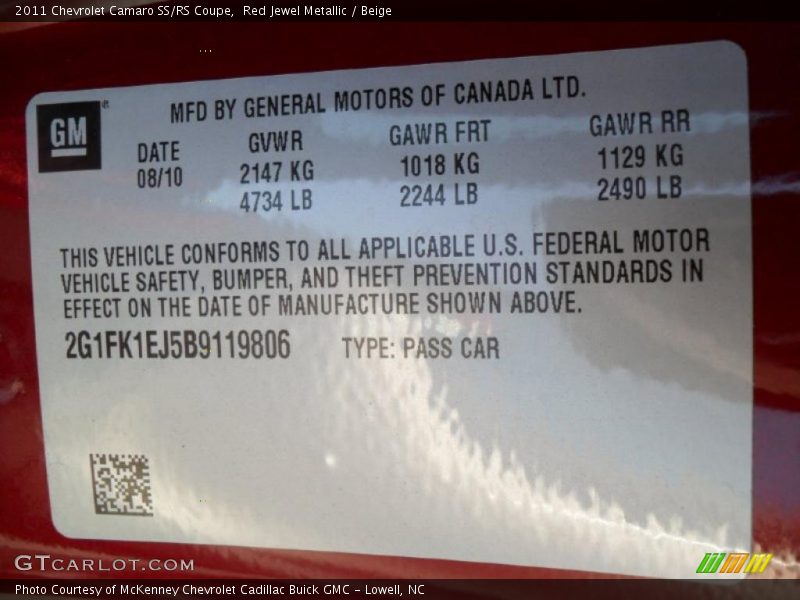 2011 Chevrolet Camaro SS/RS Coupe, Red Jewel Metallic / Beige
...
GM ®
MFD BY GENERAL MOTORS OF CANADA LTD.
DATE GVWR GAWR FRT GAWR RR
08/10 2147 KG 1018 KG 1129 KG
4734 LB 2244 LB 2490 LB
THIS VEHICLE CONFORMS TO ALL APPLICABLE U.S. FEDERAL MOTOR
VEHICLE SAFETY, BUMPER, AND THEFT PREVENTION STANDARDS IN
EFFECT ON THE DATE OF MANUFACTURE SHOWN ABOVE.
2G1FK1EJ5B9119806 TYPE: PASS CAR
GTCARLOT.COM
Photo Courtesy of McKenney Chevrolet Cadillac Buick GMC - Lowell, NC